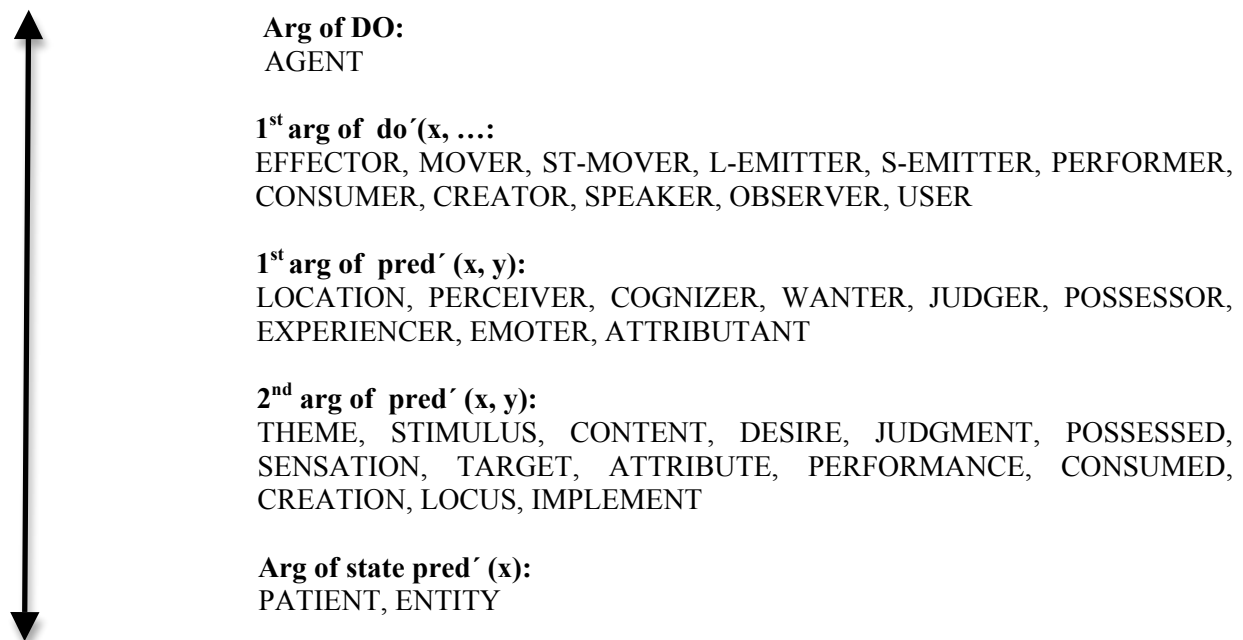 Arg of DO:
AGENT
1st arg of do´(x, …:
EFFECTOR, MOVER, ST-MOVER, L-EMITTER, S-EMITTER, PERFORMER,
CONSUMER, CREATOR, SPEAKER, OBSERVER, USER
1st arg of pred´ (x, y):
LOCATION, PERCEIVER, COGNIZER, WANTER, JUDGER, POSSESSOR,
EXPERIENCER, EMOTER, ATTRIBUTANT
2nd arg of pred´ (x, y):
THEME, STIMULUS, CONTENT, DESIRE, JUDGMENT, POSSESSED,
SENSATION, TARGET, ATTRIBUTE, PERFORMANCE, CONSUMED,
CREATION, LOCUS, IMPLEMENT
Arg of state pred´ (x):
PATIENT, ENTITY